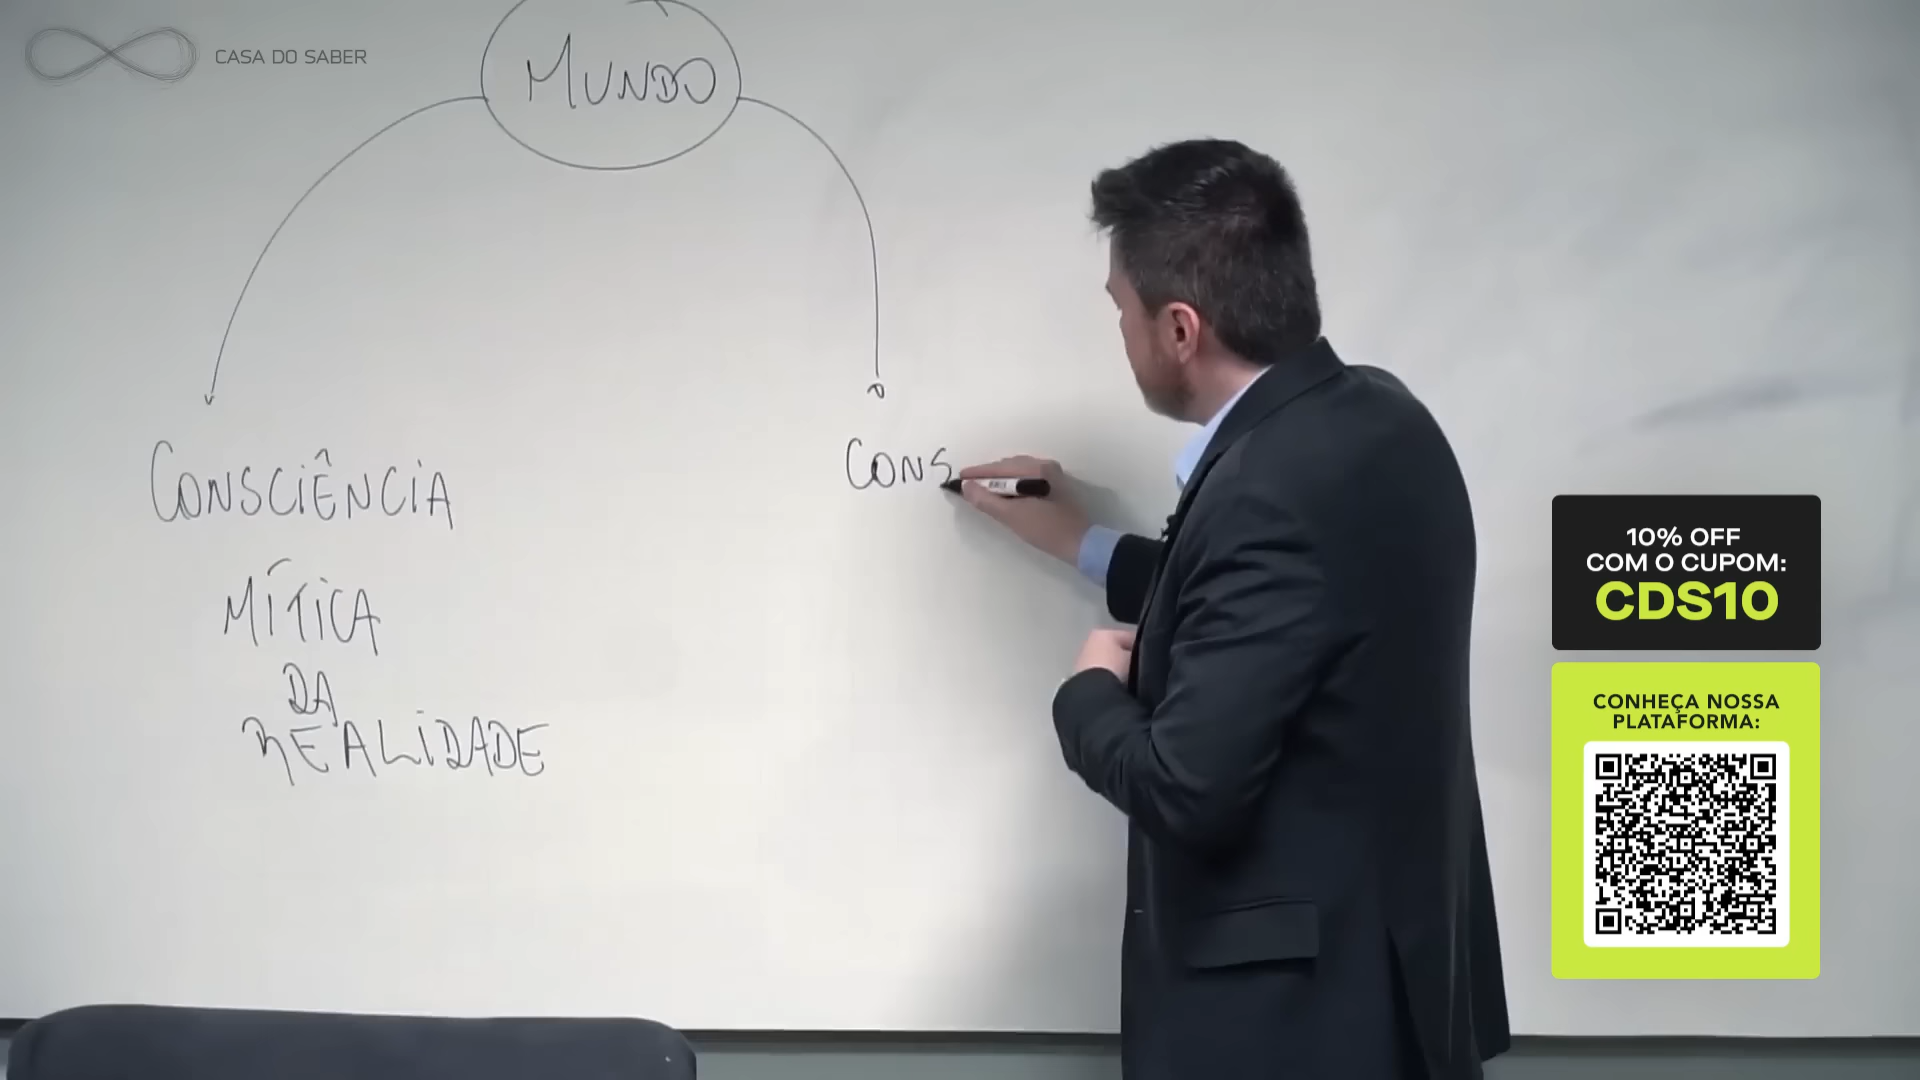 CASA DO SABER
MUNDO
CONSCIÊNCIA
MÍTICA
DA
REALIDADE
CONS
10% OFF
COM O CUPOM:
CDS10
CONHEÇA NOSSA
PLATAFORMA: